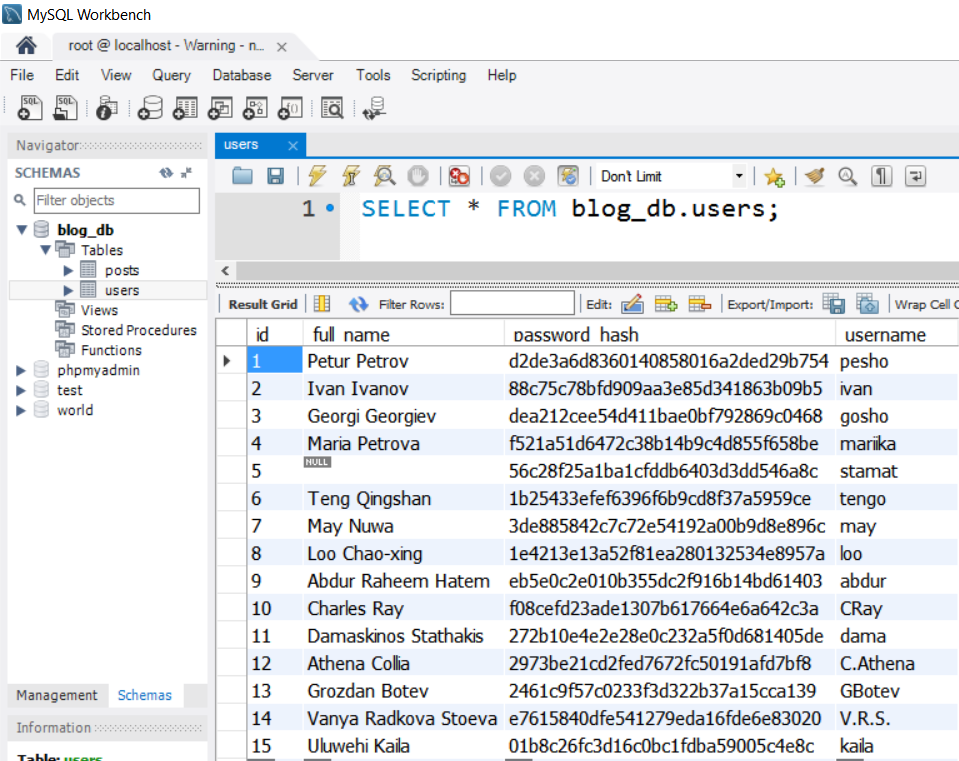 MySQL Workbench
root @ localhost - Warning - n...
File Edit View Query Database Server Tools Scripting Help
Navigator
SCHEMAS
Filter objects
blog_db
Tables
posts
users
Views
Stored Procedures
Functions
phpmyadmin
test
world
Management Schemas
Information
Table: users
users
Don't Limit
1 SELECT * FROM blog_db.users;
Result Grid Filter Rows: Edit: Export/Import: Wrap Cell C
id full_name password_hash username
1 Petur Petrov d2de3a6d8360140858016a2ded29b754 pesho
2 Ivan Ivanov 88c75c78bfd909aa3e85d341863b09b5 ivan
3 Georgi Georgiev dea212cee54d411bae0bf792869c0468 gosho
4 Maria Petrova f521a51d6472c38b14b9c4d855f658be marika
5 NULL 56c28f25a1ba1cfddb6403d3dd546a8c stamat
6 Teng Qingshan 1b25433efef6396f6b9cd8f37a5959ce tengo
7 May Nuwa 3de885842c7c72e54192a00b9d8e896c may
8 Loo Chao-xing 1e4213e13a52f81ea280132534e8957a loo
9 Abdur Raheem Hatem eb5e0c2e010b355dc2f916b14bd61403 abdur
10 Charles Ray f08cefd23ade1307b617664e6a642c3a CRay
11 Damaskinos Stathakis 272b10e4e2e28e0c232a5f0d681405de dama
12 Athena Collia 2973be21cd2fed7672fc50191afd7bf8 C.Athena
13 Grozdan Botev 2461c9f57c0233f3d322b37a15cca139 GBotev
14 Vanya Radkova Stoeva e7615840dfe541279eda16fde6e83020 V.R.S.
15 Uluwehi Kaila 01b8c26fc3d16c0bc1fdba59005c4e8c kaila